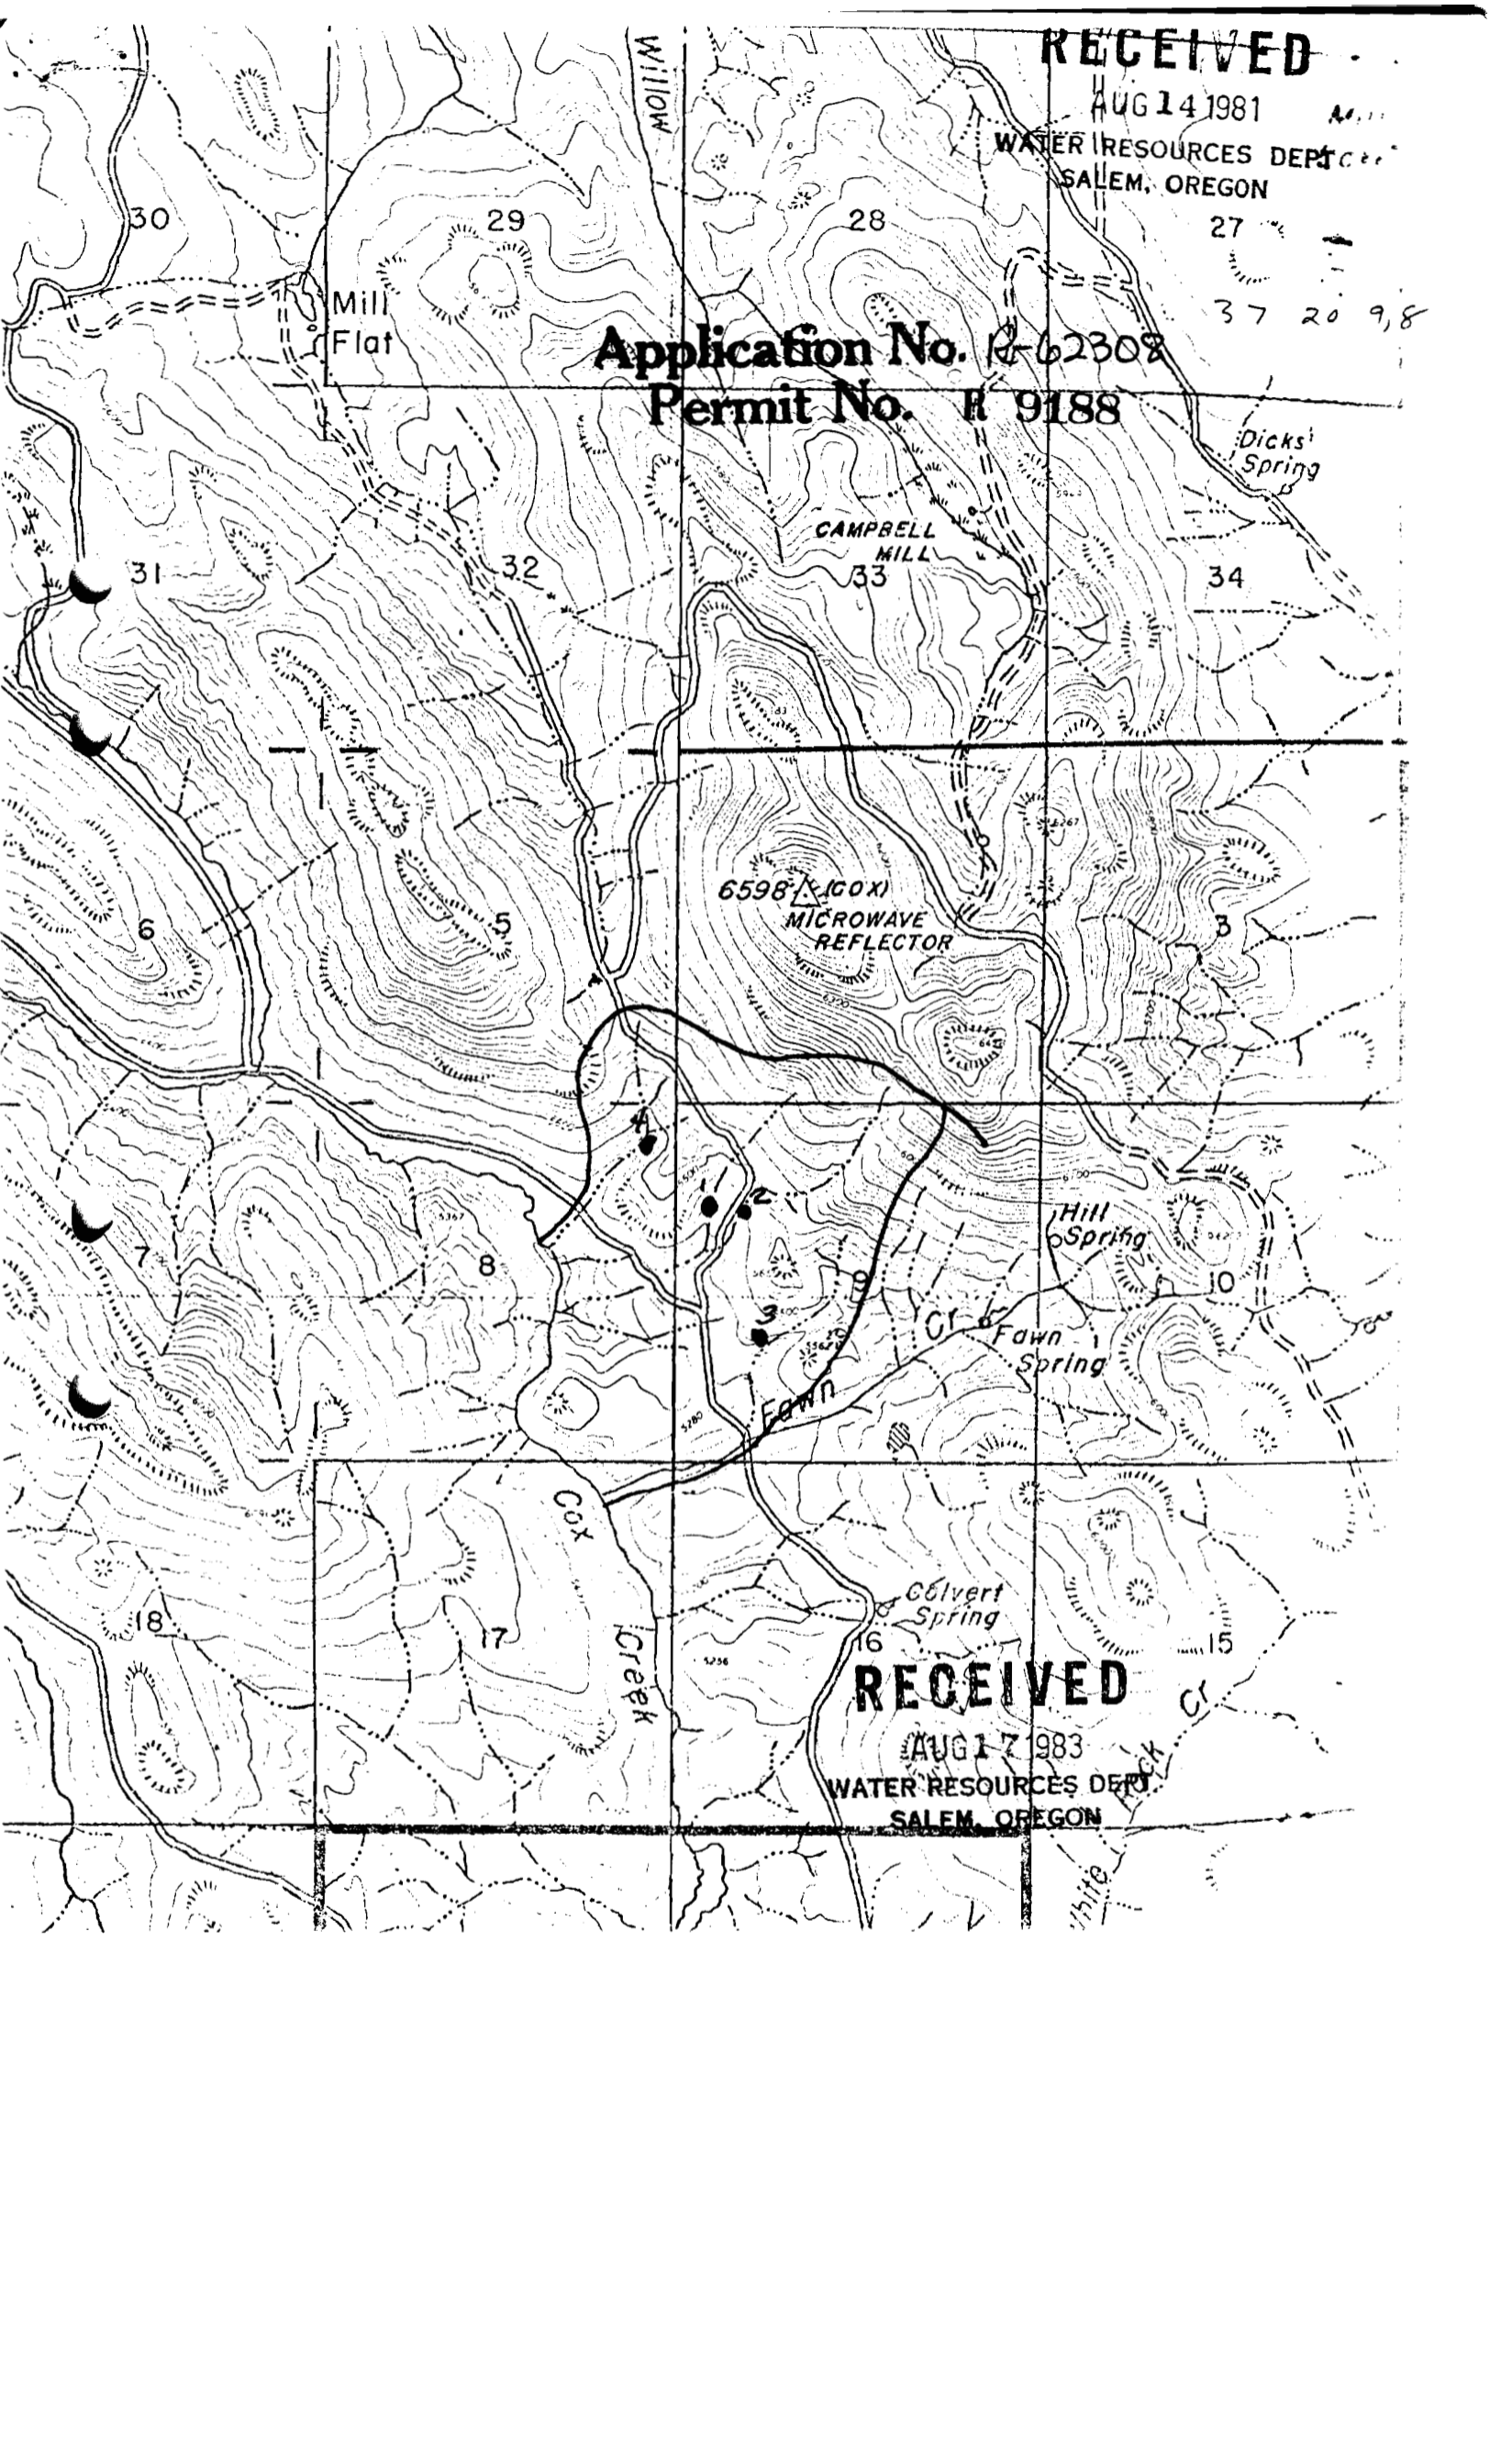 RECEIVED
AUG 14 1981
WATER RESOURCES DEPT
SALEM, OREGON
Willow
30
29
28
27
37 20 9,8
Mill
Flat
Application No. R-62308
Permit No. R 9188
Dicks'
Spring
CAMPBELL
MILL
31
32
33
34
6598 (COX)
MICROWAVE
REFLECTOR
6
5
3
4
1
2
Hill
Spring
7
8
9
10
3
Cr
Fawn
Spring
Fawn
5280
Cox
Creek
Colvert
Spring
18
17
16
15
5256
RECEIVED
AUG 17 1983
WATER RESOURCES DEPT.
SALEM, OREGON
Cr